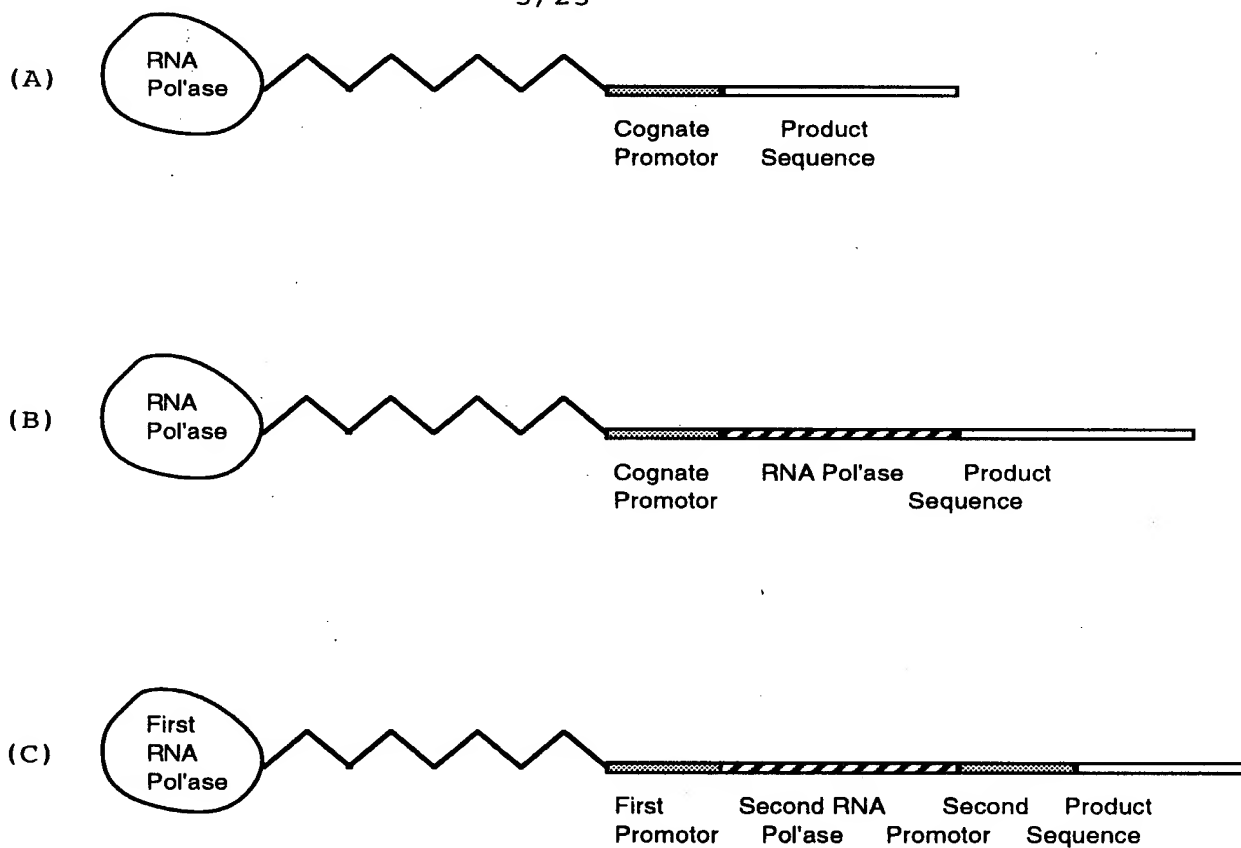 (A)
RNA
Pol'ase
Cognate Product
Promotor Sequence
(B)
RNA
Pol'ase
Cognate RNA Pol'ase Product
Promotor Sequence
(C)
First
RNA
Pol'ase
First Second RNA Second Product
Promotor Pol'ase Promotor Sequence